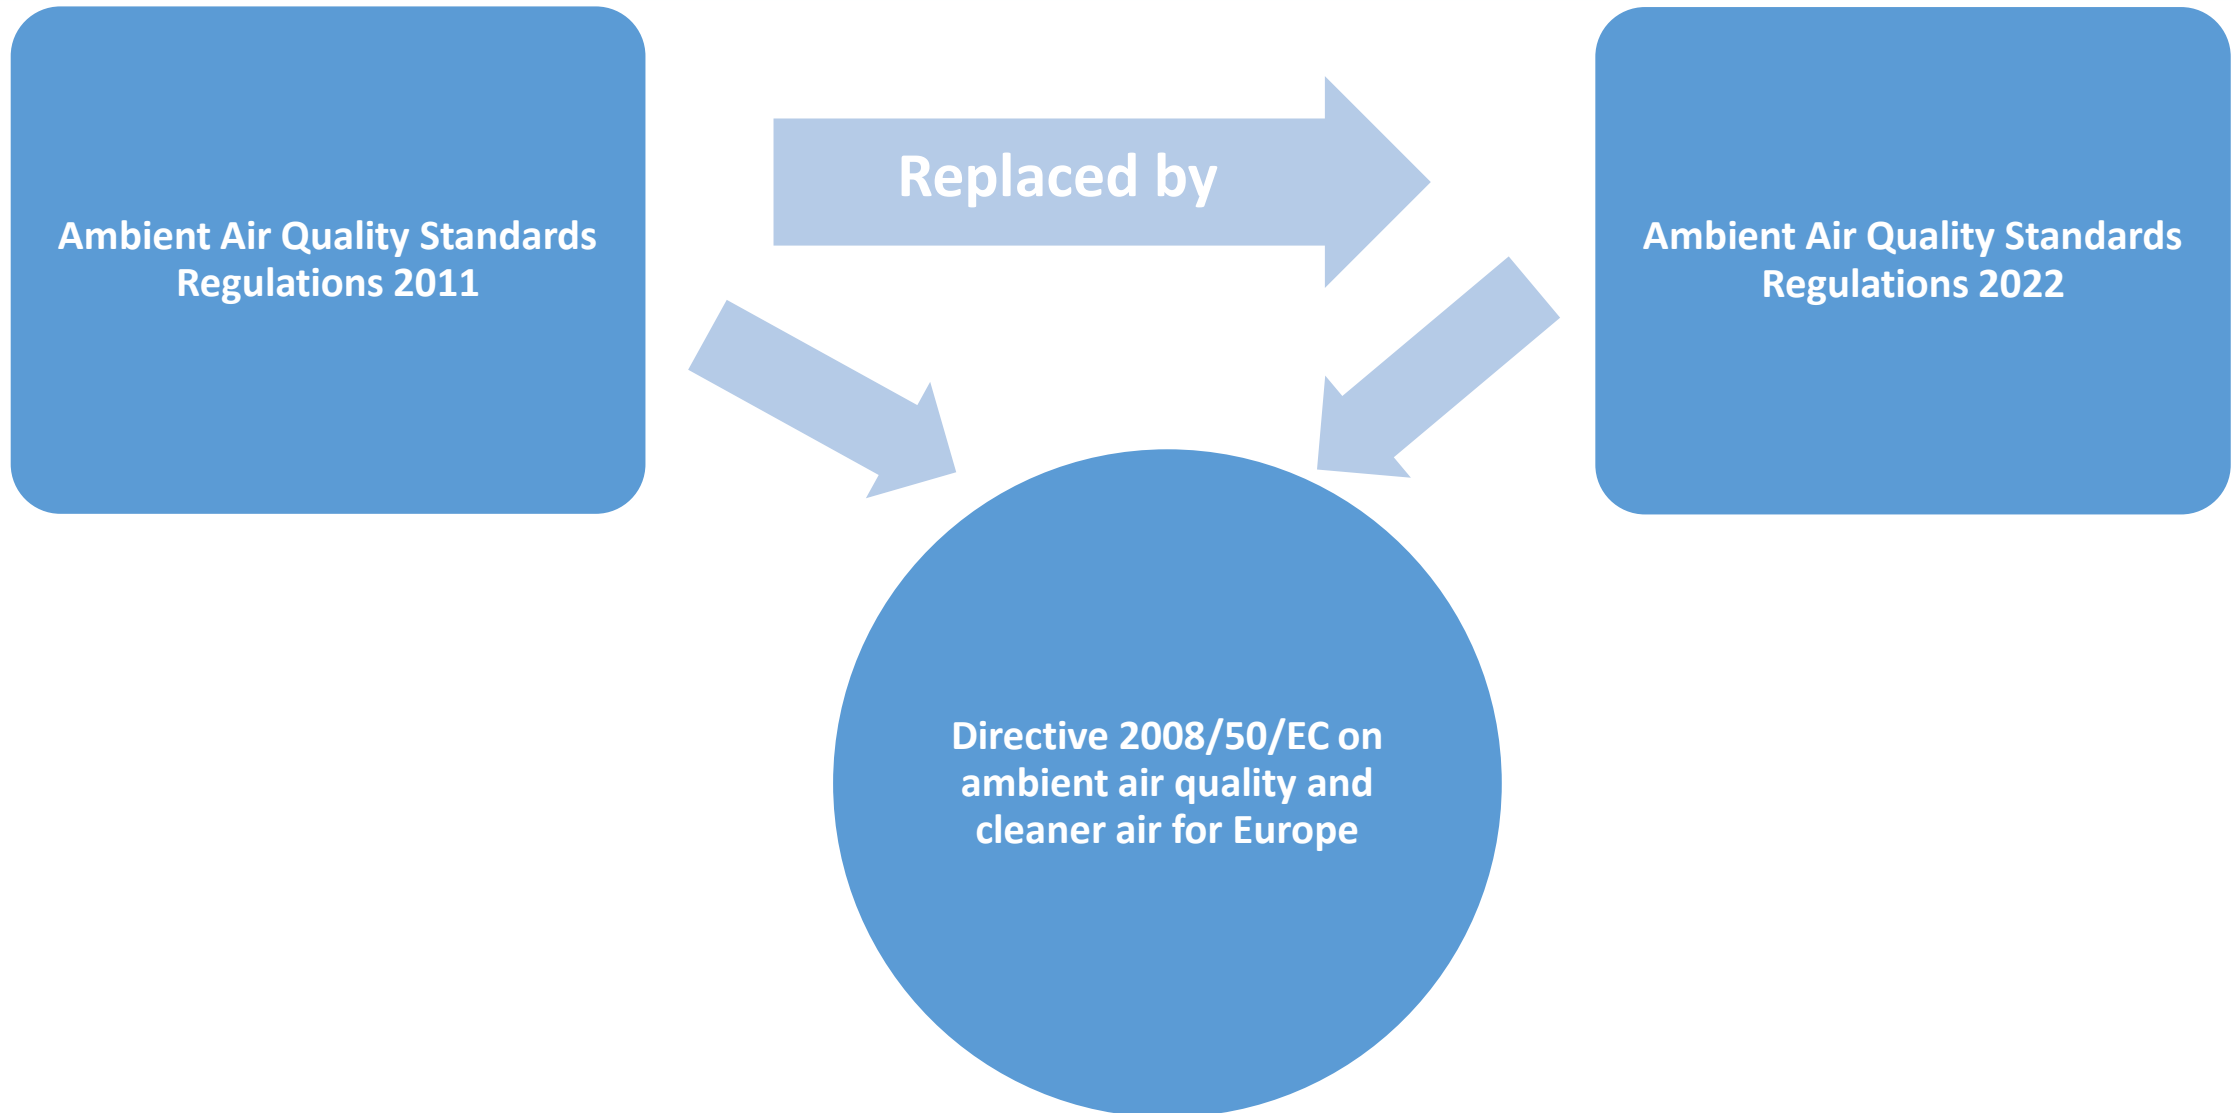 Ambient Air Quality Standards
Regulations 2011
Replaced by
Ambient Air Quality Standards
Regulations 2022
Directive 2008/50/EC on
ambient air quality and
cleaner air for Europe